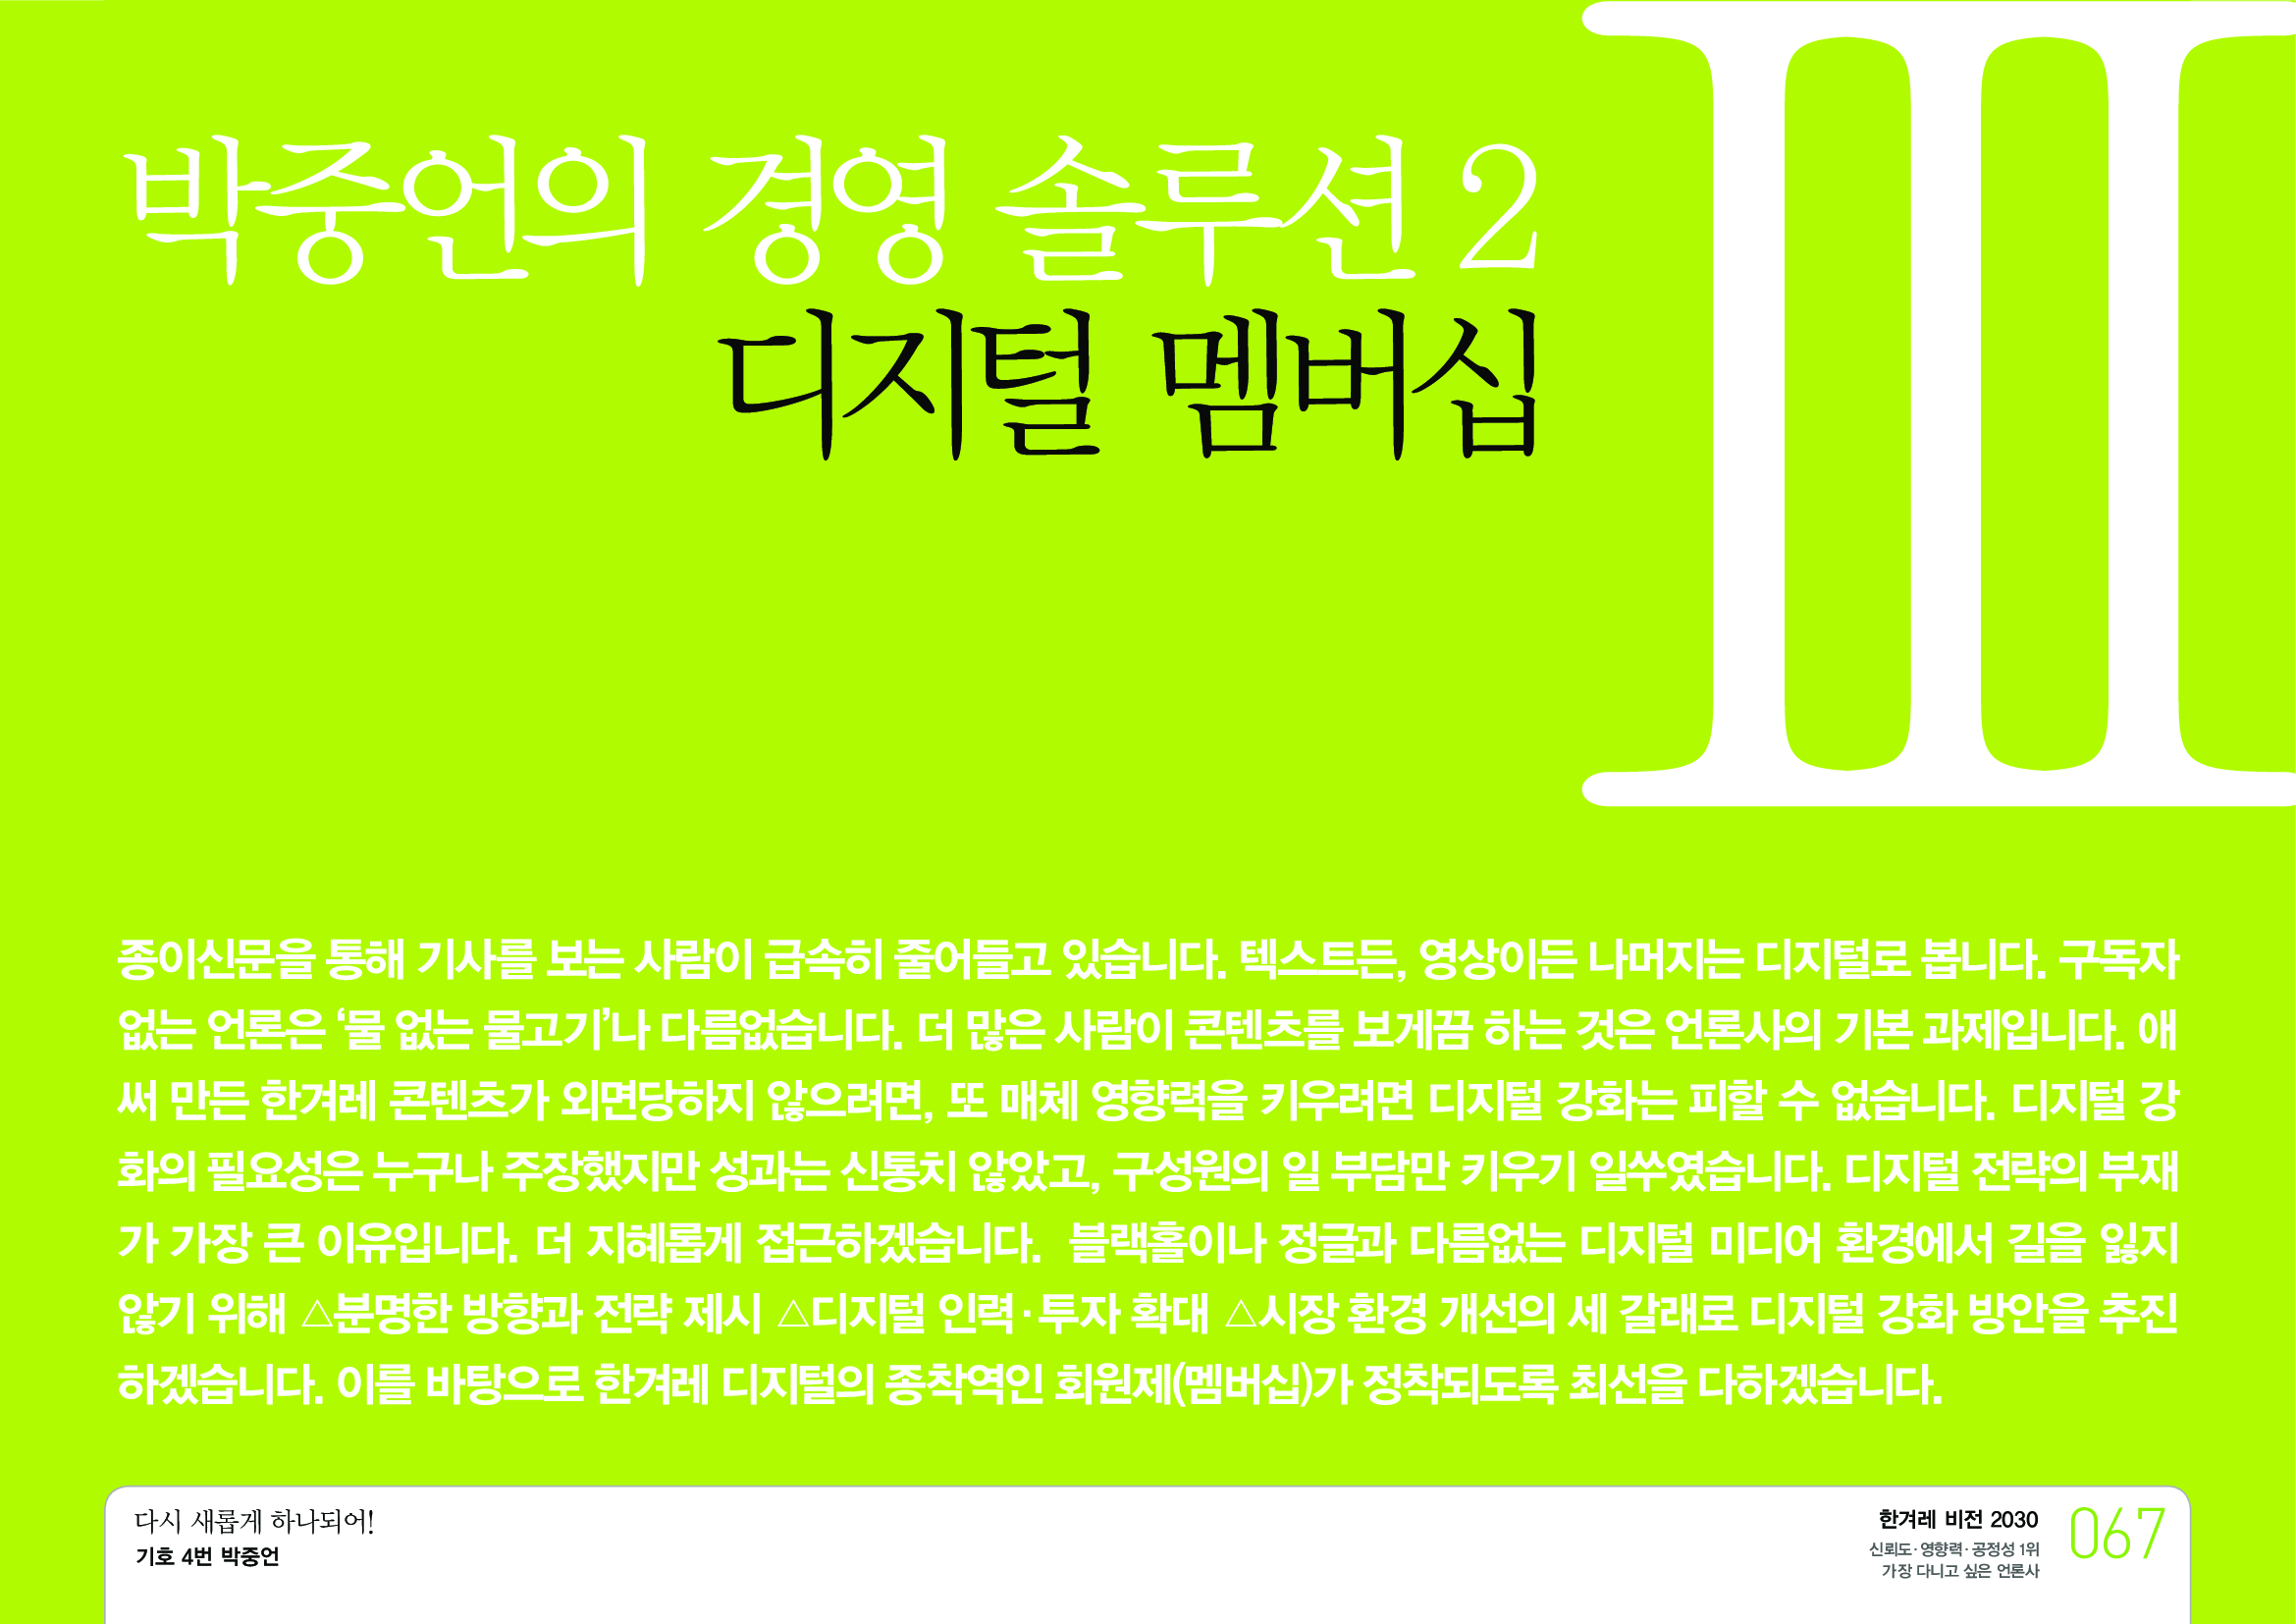 III
박중언의 경영 솔루션 2
디지털 멤버십
종이신문을 통해 기사를 보는 사람이 급속히 줄어들고 있습니다. 텍스트든, 영상이든 나머지는 디지털로 봅니다. 구독자
없는 언론은 ‘물 없는 물고기’나 다름없습니다. 더 많은 사람이 콘텐츠를 보게끔 하는 것은 언론사의 기본 과제입니다. 애
써 만든 한겨레 콘텐츠가 외면당하지 않으려면, 또 매체 영향력을 키우려면 디지털 강화는 피할 수 없습니다. 디지털 강
화의 필요성은 누구나 주장했지만 성과는 신통치 않았고, 구성원의 일 부담만 키우기 일쑤였습니다. 디지털 전략의 부재
가 가장 큰 이유입니다. 더 지혜롭게 접근하겠습니다. 블랙홀이나 정글과 다름없는 디지털 미디어 환경에서 길을 잃지
않기 위해 △분명한 방향과 전략 제시 △디지털 인력·투자 확대 △시장 환경 개선의 세 갈래로 디지털 강화 방안을 추진
하겠습니다. 이를 바탕으로 한겨레 디지털의 종착역인 회원제(멤버십)가 정착되도록 최선을 다하겠습니다.
다시 새롭게 하나되어!
기호 4번 박중언
한겨레 비전 2030
신뢰도·영향력·공정성 1위
가장 다니고 싶은 언론사
067